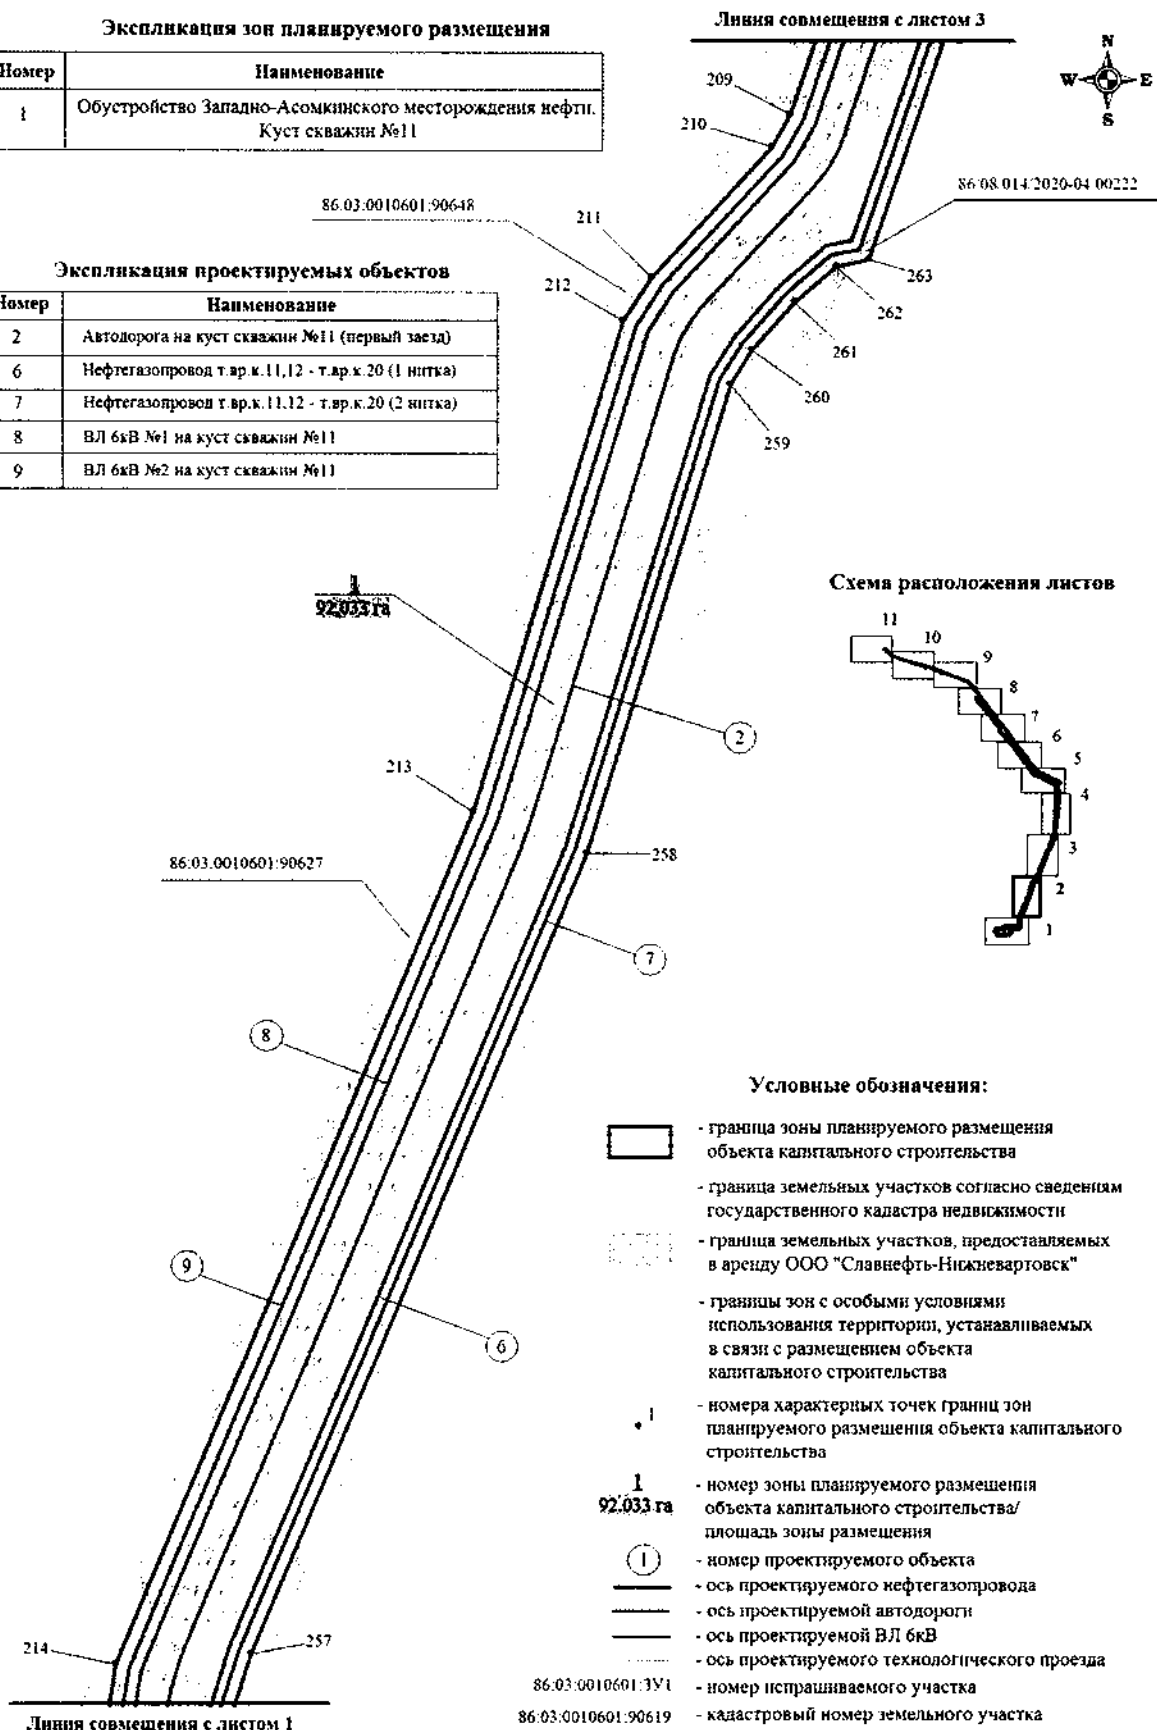 Экспликация зон планируемого размещения
Номер Наименование
1 Обустройство Западно-Асомкинского месторождения нефти.
Куст скважин №11
Линия совмещения с листом 3
N
W E
S
209
210
86:08.014/2020-04.00222
86:03:0010601:90648
211
212
263
262
261
260
259
Экспликация проектируемых объектов
Номер Наименование
2 Автодорога на куст скважин №11 (первый заезд)
6 Нефтегазопровод т.вр.к.11,12 - т.вр.к.20 (1 нитка)
7 Нефтегазопровод т.вр.к.11,12 - т.вр.к.20 (2 нитка)
8 ВЛ 6кВ №1 на куст скважин №11
9 ВЛ 6кВ №2 на куст скважин №11
1
92.033 га
2
213
258
86:03:0010601:90627
7
8
9
6
214
257
Линия совмещения с листом 1
Схема расположения листов
11
10
9
8
7
6
5
4
3
2
1
Условные обозначения:
- граница зоны планируемого размещения
объекта капитального строительства
- граница земельных участков согласно сведениям
государственного кадастра недвижимости
- граница земельных участков, предоставляемых
в аренду ООО "Славнефть-Нижневартовск"
- границы зон с особыми условиями
использования территории, устанавливаемых
в связи с размещением объекта
капитального строительства
1 - номера характерных точек границ зон
планируемого размещения объекта капитального
строительства
1 - номер зоны планируемого размещения
92.033 га объекта капитального строительства/
площадь зоны размещения
1 - номер проектируемого объекта
- ось проектируемого нефтегазопровода
- ось проектируемой автодороги
- ось проектируемой ВЛ 6кВ
- ось проектируемого технологического проезда
86:03:0010601:ЗУ1 - номер испрашиваемого участка
86:03:0010601:90619 - кадастровый номер земельного участка